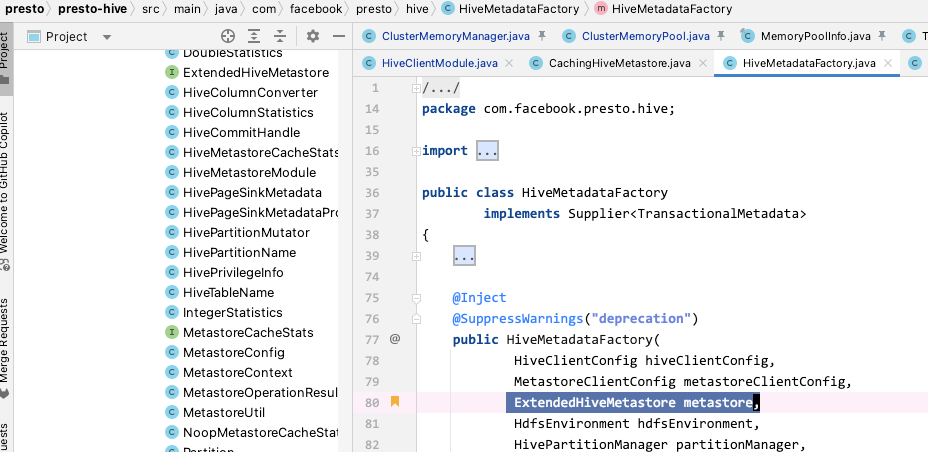 presto presto-hive src main java com facebook presto hive HiveMetadataFactory HiveMetadataFactory
Project
ClusterMemoryManager.java ClusterMemoryPool.java MemoryPoolInfo.java T
HiveClientModule.java CachingHiveMetastore.java HiveMetadataFactory.java
Project
Welcome to GitHub Copilot
Merge Requests
uests
DoubleStatistics
ExtendedHiveMetastore
HiveColumnConverter
HiveColumnStatistics
HiveCommitHandle
HiveMetastoreCacheStats
HiveMetastoreModule
HivePageSinkMetadata
HivePageSinkMetadataPro
HivePartitionMutator
HivePartitionName
HivePrivilegeInfo
HiveTableName
IntegerStatistics
MetastoreCacheStats
MetastoreConfig
MetastoreContext
MetastoreOperationResul
MetastoreUtil
NoopMetastoreCacheStat
Partition
1 /.../
14 package com.facebook.presto.hive;
15
16 import ...
35
36 public class HiveMetadataFactory
37 implements Supplier<TransactionalMetadata>
38 {
39 ...
74
75 @Inject
76 @SuppressWarnings("deprecation")
77 @ public HiveMetadataFactory(
78 HiveClientConfig hiveClientConfig,
79 MetastoreClientConfig metastoreClientConfig,
80 ExtendedHiveMetastore metastore,
81 HdfsEnvironment hdfsEnvironment,
82 HivePartitionManager partitionManager,